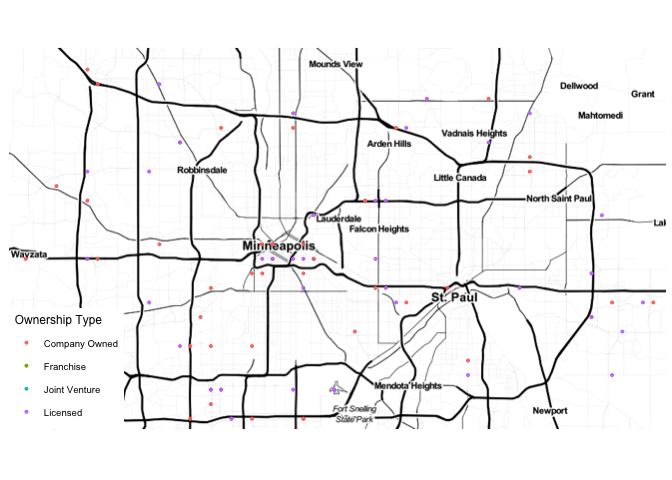 Mounds View
Dellwood
Grant
Mahtomedi
Vadnais Heights
Arden Hills
Robbinsdale
Little Canada
North Saint Paul
Lauderdale
Falcon Heights
Lak
Minneapolis
Wayzata
St. Paul
Ownership Type
Company Owned
Franchise
Joint Venture
Licensed
Mendota Heights
Fort Snelling
State Park
Newport